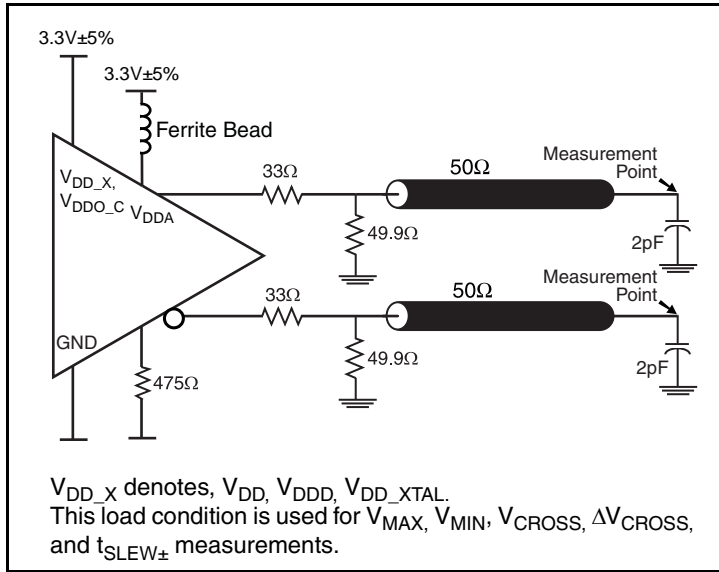 3.3V±5%
3.3V±5%
Ferrite Bead
V_DD_X,
V_DDO_C V_DDA
33Ω
50Ω
Measurement
Point
49.9Ω
2pF
33Ω
50Ω
Measurement
Point
GND
475Ω
49.9Ω
2pF
V_DD_X denotes, V_DD, V_DDD, V_DD_XTAL.
This load condition is used for V_MAX, V_MIN, V_CROSS, ΔV_CROSS,
and t_SLEW± measurements.